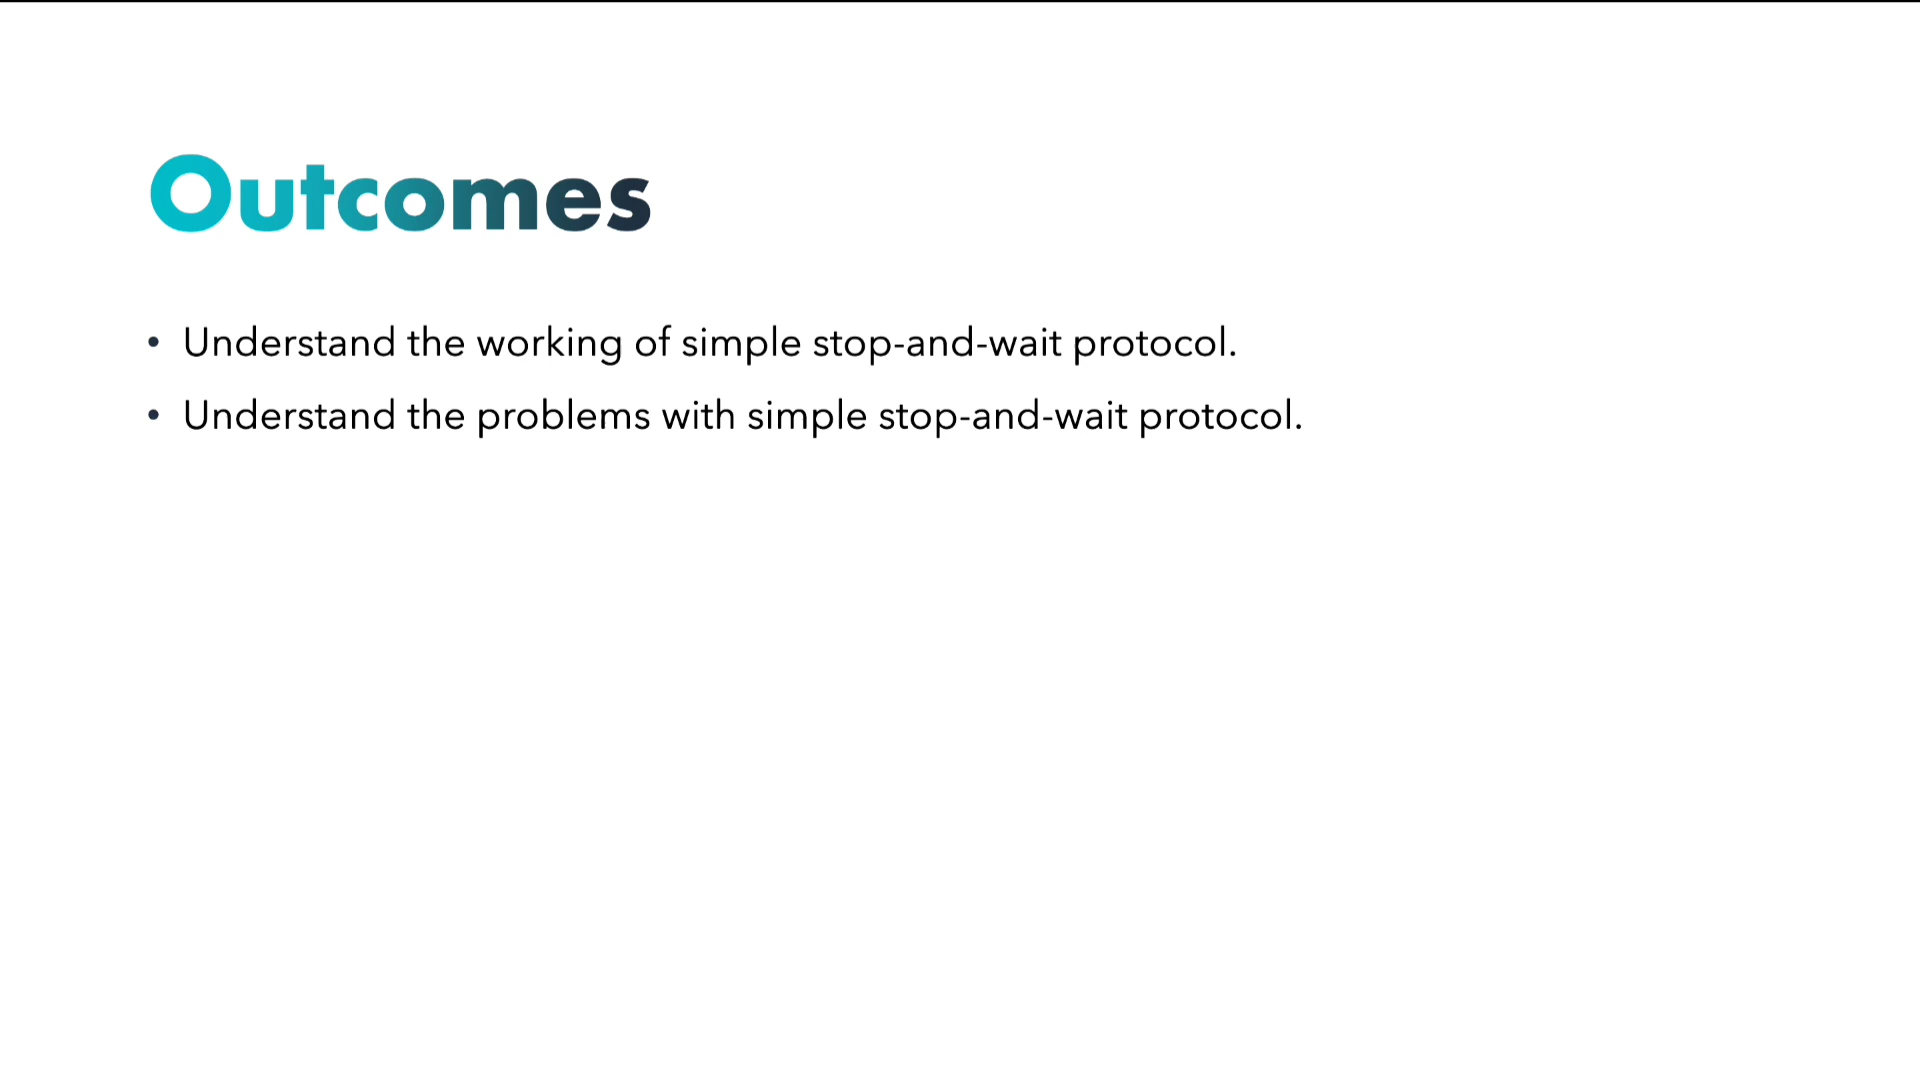 Outcomes
• Understand the working of simple stop-and-wait protocol.
• Understand the problems with simple stop-and-wait protocol.